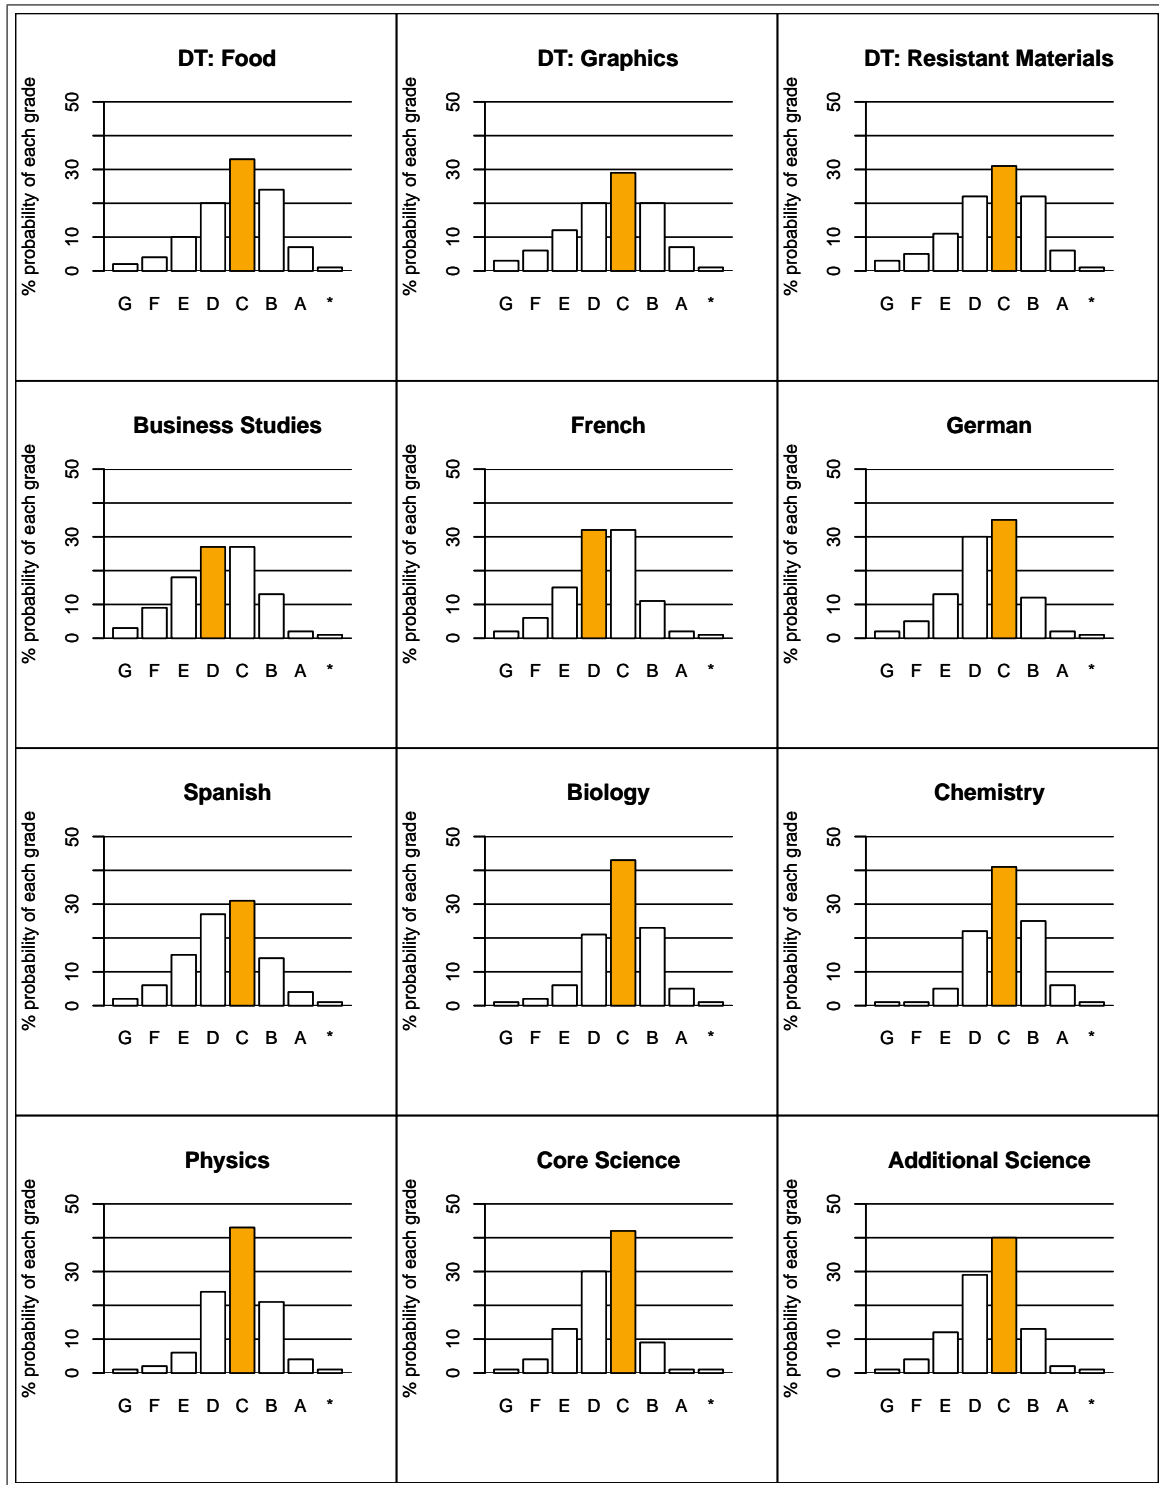 DT: Food
% probability of each grade
50
30
10
0
G F E D C B A *
DT: Graphics
% probability of each grade
50
30
10
0
G F E D C B A *
DT: Resistant Materials
% probability of each grade
50
30
10
0
G F E D C B A *
Business Studies
% probability of each grade
50
30
10
0
G F E D C B A *
French
% probability of each grade
50
30
10
0
G F E D C B A *
German
% probability of each grade
50
30
10
0
G F E D C B A *
Spanish
% probability of each grade
50
30
10
0
G F E D C B A *
Biology
% probability of each grade
50
30
10
0
G F E D C B A *
Chemistry
% probability of each grade
50
30
10
0
G F E D C B A *
Physics
% probability of each grade
50
30
10
0
G F E D C B A *
Core Science
% probability of each grade
50
30
10
0
G F E D C B A *
Additional Science
% probability of each grade
50
30
10
0
G F E D C B A *